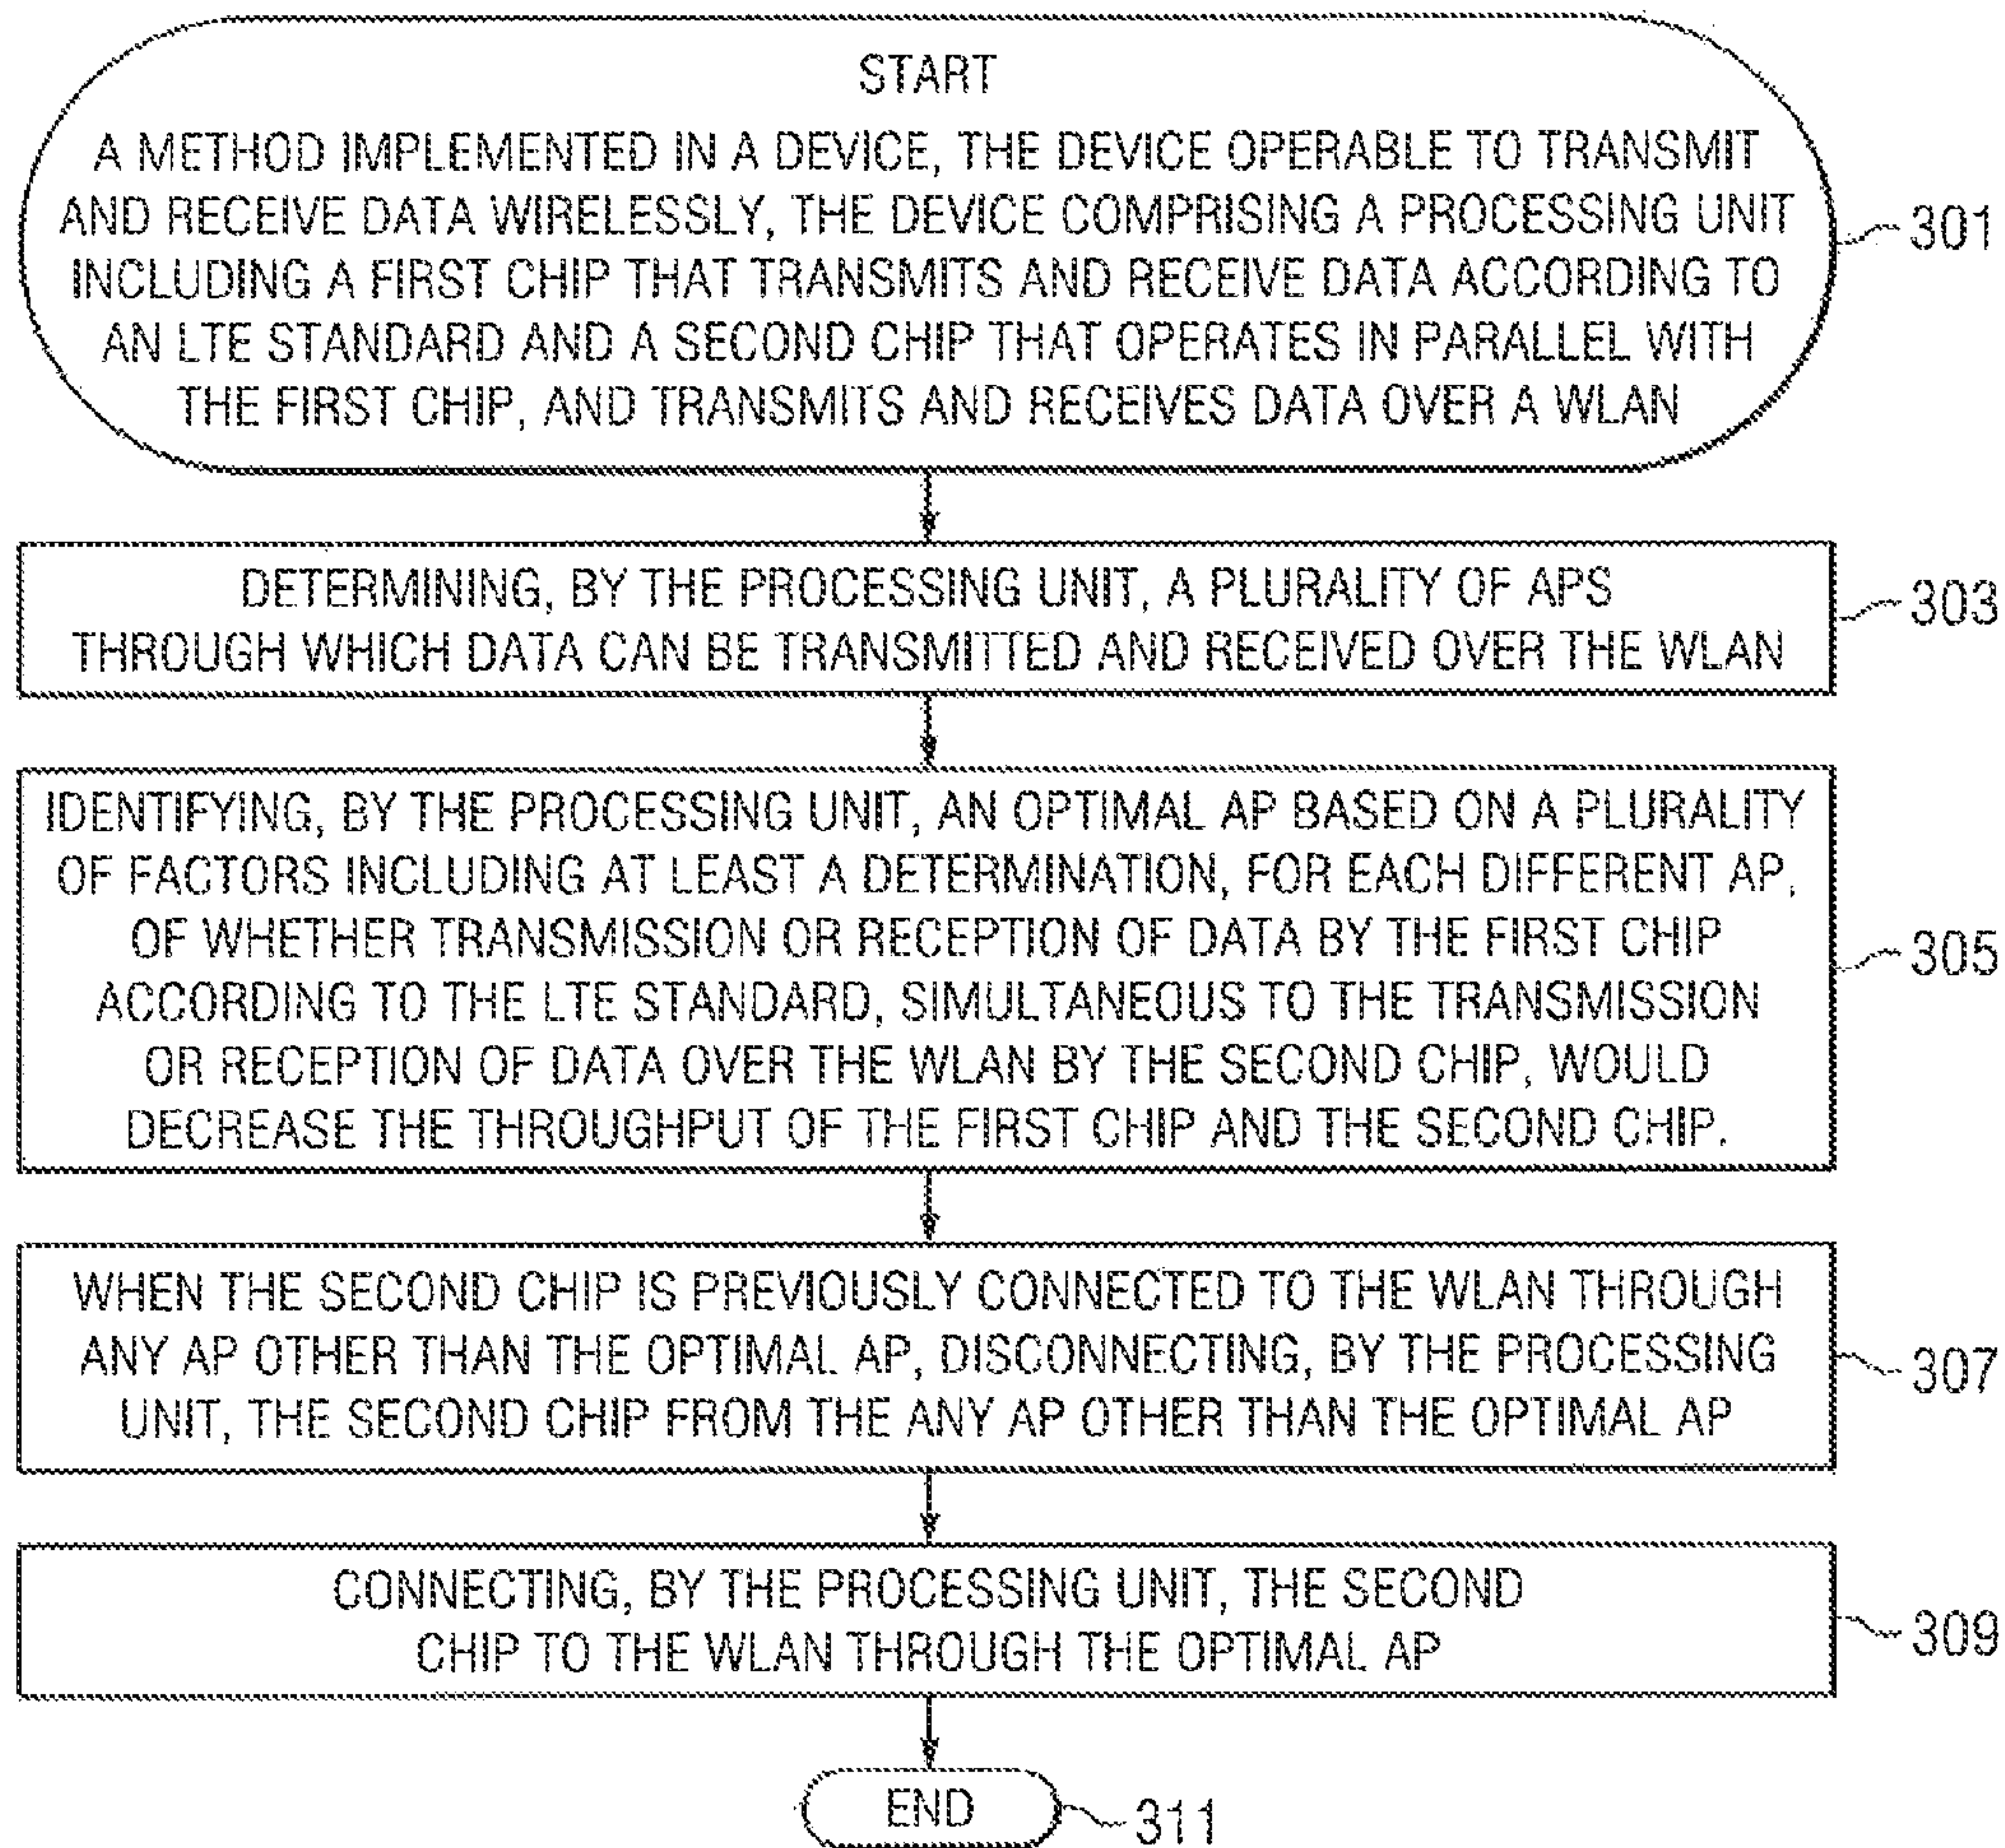 START
A METHOD IMPLEMENTED IN A DEVICE, THE DEVICE OPERABLE TO TRANSMIT
AND RECEIVE DATA WIRELESSLY, THE DEVICE COMPRISING A PROCESSING UNIT
INCLUDING A FIRST CHIP THAT TRANSMITS AND RECEIVE DATA ACCORDING TO
AN LTE STANDARD AND A SECOND CHIP THAT OPERATES IN PARALLEL WITH
THE FIRST CHIP, AND TRANSMITS AND RECEIVES DATA OVER A WLAN
301
DETERMINING, BY THE PROCESSING UNIT, A PLURALITY OF APS
THROUGH WHICH DATA CAN BE TRANSMITTED AND RECEIVED OVER THE WLAN
303
IDENTIFYING, BY THE PROCESSING UNIT, AN OPTIMAL AP BASED ON A PLURALITY
OF FACTORS INCLUDING AT LEAST A DETERMINATION, FOR EACH DIFFERENT AP,
OF WHETHER TRANSMISSION OR RECEPTION OF DATA BY THE FIRST CHIP
ACCORDING TO THE LTE STANDARD, SIMULTANEOUS TO THE TRANSMISSION
OR RECEPTION OF DATA OVER THE WLAN BY THE SECOND CHIP, WOULD
DECREASE THE THROUGHPUT OF THE FIRST CHIP AND THE SECOND CHIP.
305
WHEN THE SECOND CHIP IS PREVIOUSLY CONNECTED TO THE WLAN THROUGH
ANY AP OTHER THAN THE OPTIMAL AP, DISCONNECTING, BY THE PROCESSING
UNIT, THE SECOND CHIP FROM THE ANY AP OTHER THAN THE OPTIMAL AP
307
CONNECTING, BY THE PROCESSING UNIT, THE SECOND
CHIP TO THE WLAN THROUGH THE OPTIMAL AP
309
END
311